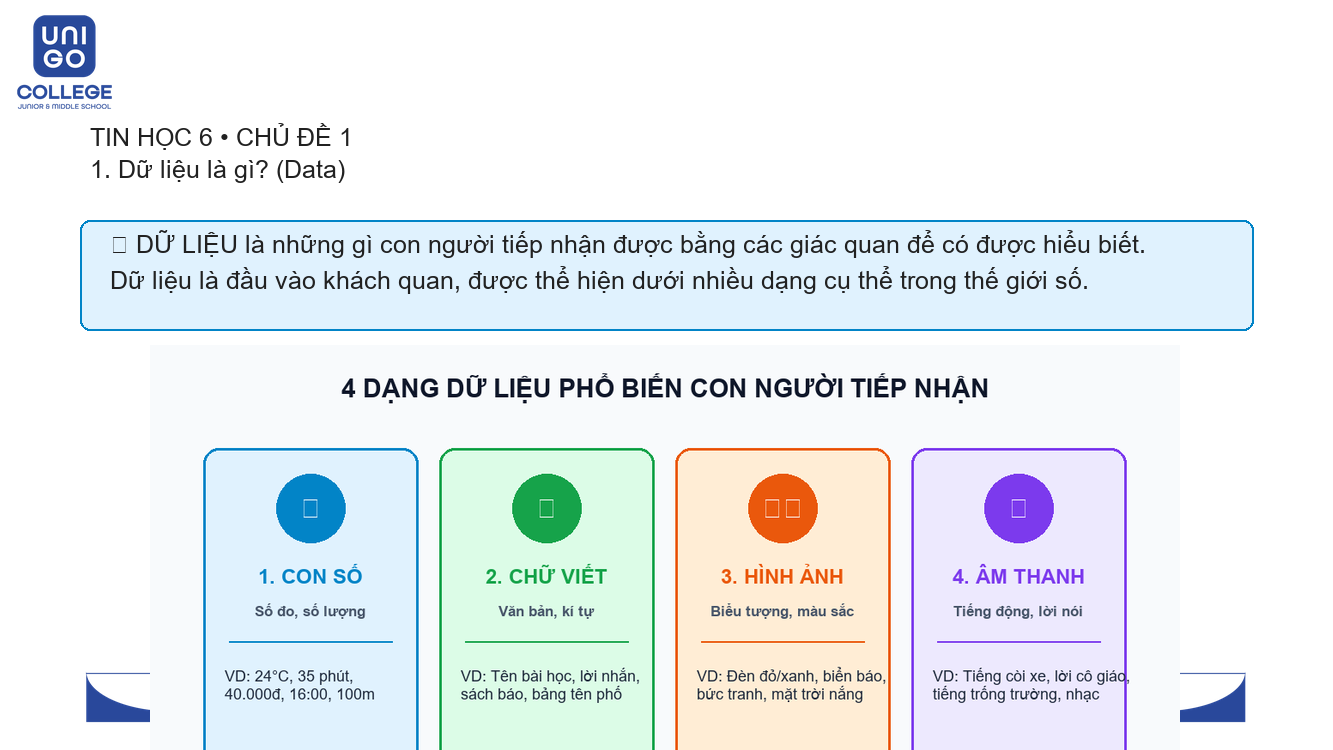 UNI
GO
COLLEGE
JUNIOR & MIDDLE SCHOOL
TIN HỌC 6 • CHỦ ĐỀ 1
1. Dữ liệu là gì? (Data)
DỮ LIỆU là những gì con người tiếp nhận được bằng các giác quan để có được hiểu biết.
Dữ liệu là đầu vào khách quan, được thể hiện dưới nhiều dạng cụ thể trong thế giới số.
4 DẠNG DỮ LIỆU PHỔ BIẾN CON NGƯỜI TIẾP NHẬN
1. CON SỐ
Số đo, số lượng
VD: 24°C, 35 phút,
40.000đ, 16:00, 100m
2. CHỮ VIẾT
Văn bản, kí tự
VD: Tên bài học, lời nhắn,
sách báo, bảng tên phố
3. HÌNH ẢNH
Biểu tượng, màu sắc
VD: Đèn đỏ/xanh, biển báo,
bức tranh, mặt trời nắng
4. ÂM THANH
Tiếng động, lời nói
VD: Tiếng còi xe, lời cô giáo,
tiếng trống trường, nhạc